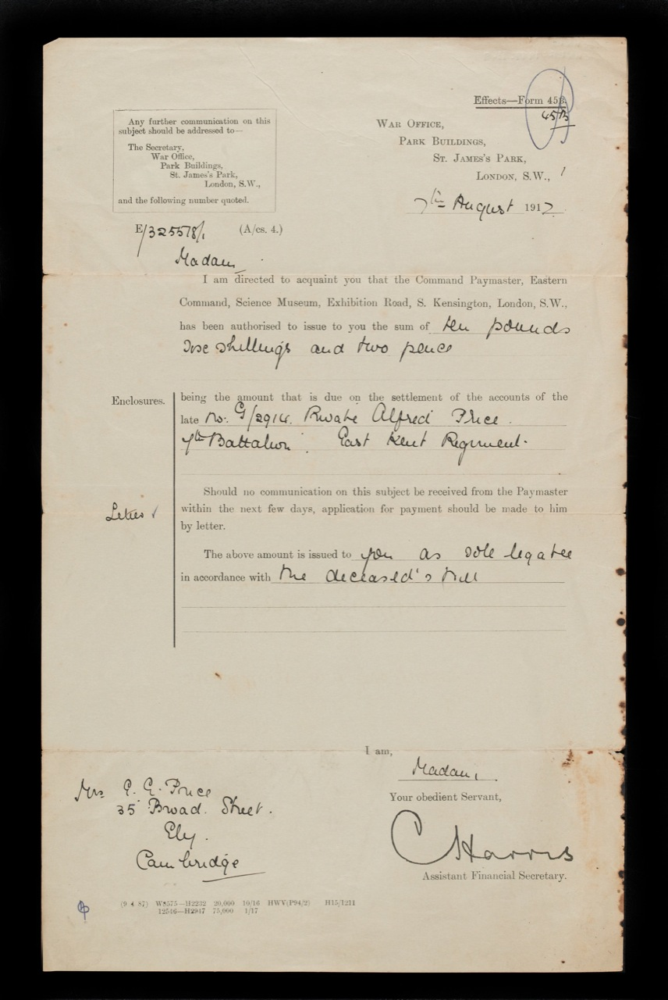 Effects—Form 45B.
45B
Any further communication on this
subject should be addressed to—
The Secretary,
War Office,
Park Buildings,
St. James's Park,
London, S.W.,
and the following number quoted.
War Office,
Park Buildings,
St. James's Park,
London, S.W.,
7th August 1917
E/325578/1 (A/cs. 4.)
Madam
I am directed to acquaint you that the Command Paymaster, Eastern
Command, Science Museum, Exhibition Road, S. Kensington, London, S.W.,
has been authorised to issue to you the sum of ten pounds
shillings and two pence
Enclosures.
being the amount that is due on the settlement of the accounts of the
late No. G/2914. Private Alfred Price.
7th Battalion East Kent Regiment.
Should no communication on this subject be received from the Paymaster
within the next few days, application for payment should be made to him
by letter.
The above amount is issued to you as sole legatee
in accordance with the deceased's will
I am,
Madam,
Your obedient Servant,
C Harris
Assistant Financial Secretary.
Mrs Price
35 Broad Street.
Ely.
Cambridge
(9 4 87) W8575—H2232 20,000 10/16 HWV(P94/2) H15/1211
12546—H2947 75,000 1/17